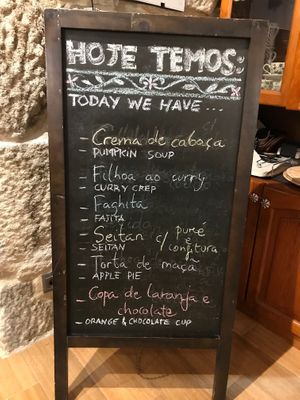 HOJE TEMOS:
TODAY WE HAVE ...
- Crema de cabaça
PUMPKIN SOUP
- Filhoa ao curry
CURRY CREP
- Faghita
FAJITA
- Seitan c/ puré e confitura
SEITAN
- Torta de maçã
APPLE PIE
- Copa de laranja e
chocolate
- ORANGE & CHOCOLATE CUP